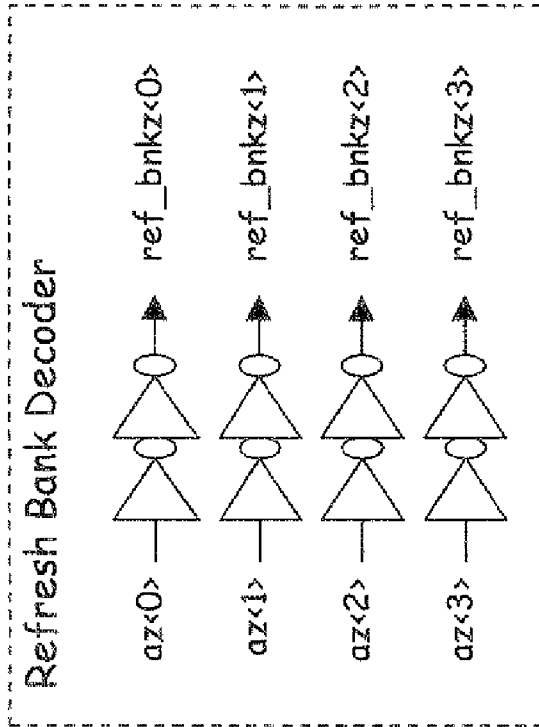 Refresh Bank Decoder
az<0> ref_bnkz<0>
az<1> ref_bnkz<1>
az<2> ref_bnkz<2>
az<3> ref_bnkz<3>